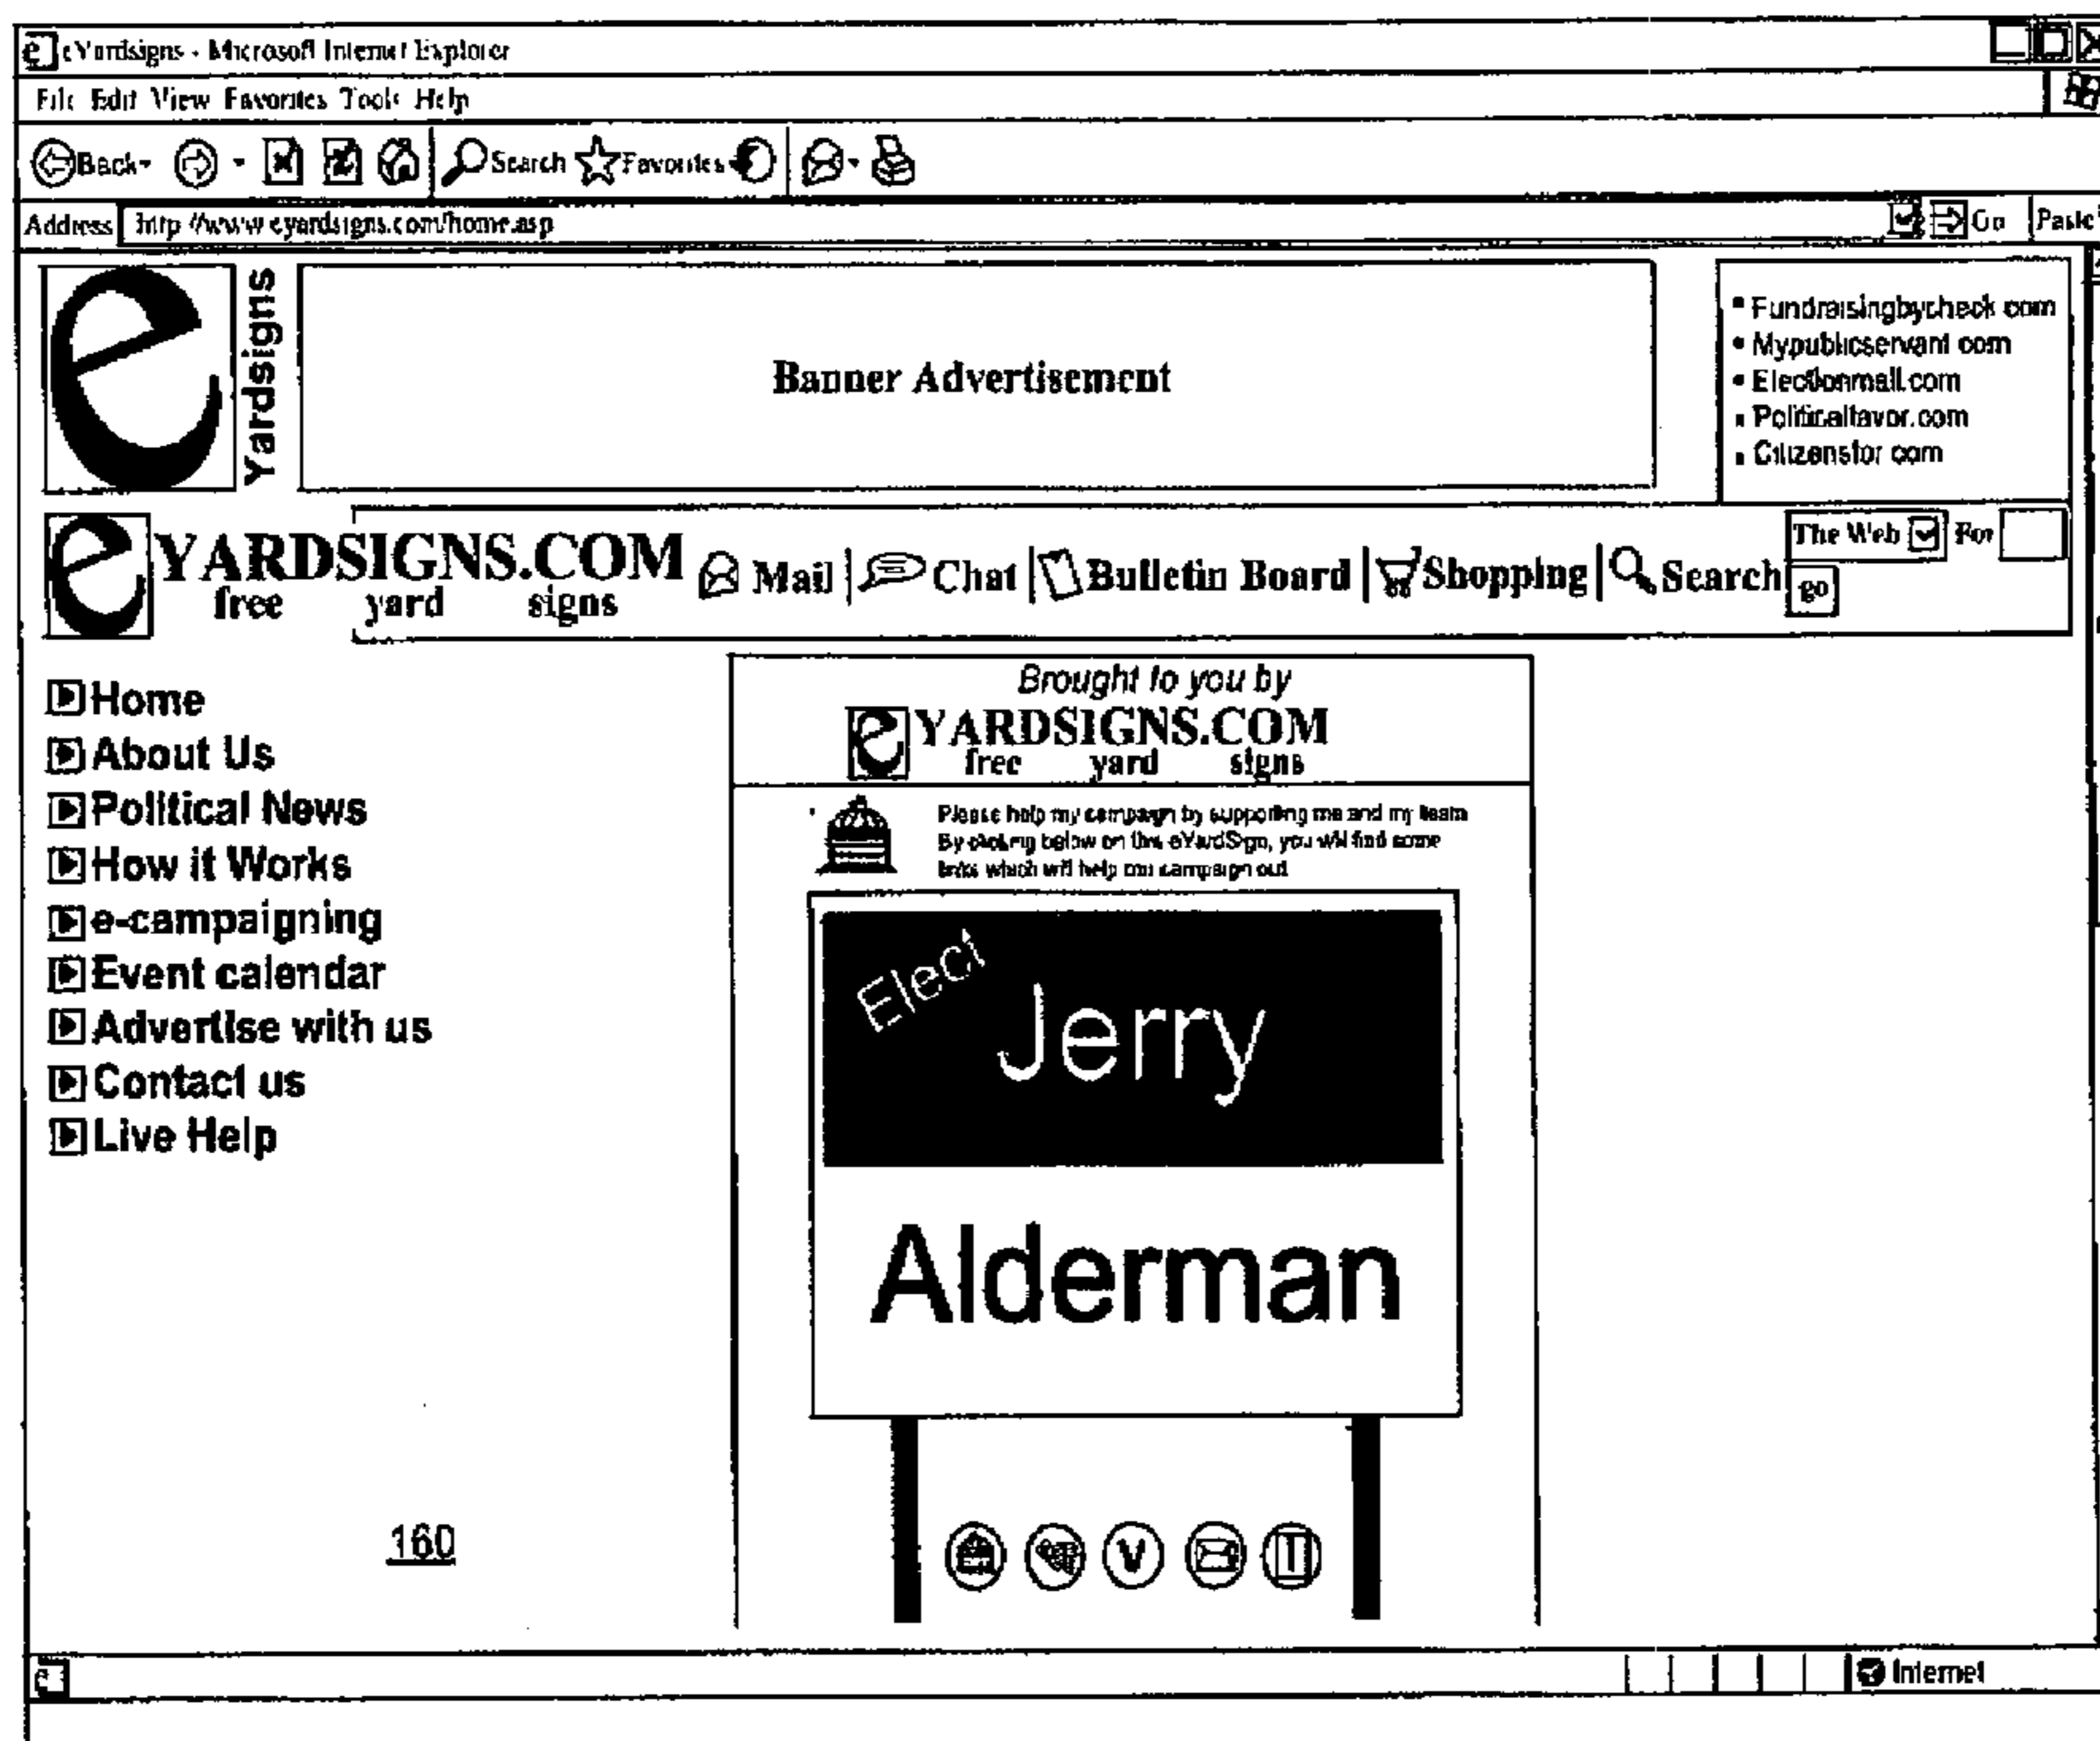 eYardsigns - Microsoft Internet Explorer
File Edit View Favorites Tools Help
Back Search Favorites
Address http //www eyardsigns.com/home.asp Go Paste
e Yardsigns
Banner Advertisement
Fundraisingbycheck com
Mypublicservant com
Electionmall.com
Politicalfavor.com
Citizensfor com
e YARDSIGNS.COM
free yard signs
Mail | Chat | Bulletin Board | Shopping | Search
The Web For
go
Home
About Us
Political News
How it Works
e-campaigning
Event calendar
Advertise with us
Contact us
Live Help
Brought to you by
e YARDSIGNS.COM
free yard signs
Please help my campaign by supporting me and my team
By clicking below on this eYardSign, you will find some
links which will help our campaign out
Elect
Jerry
Alderman
V
160
Internet